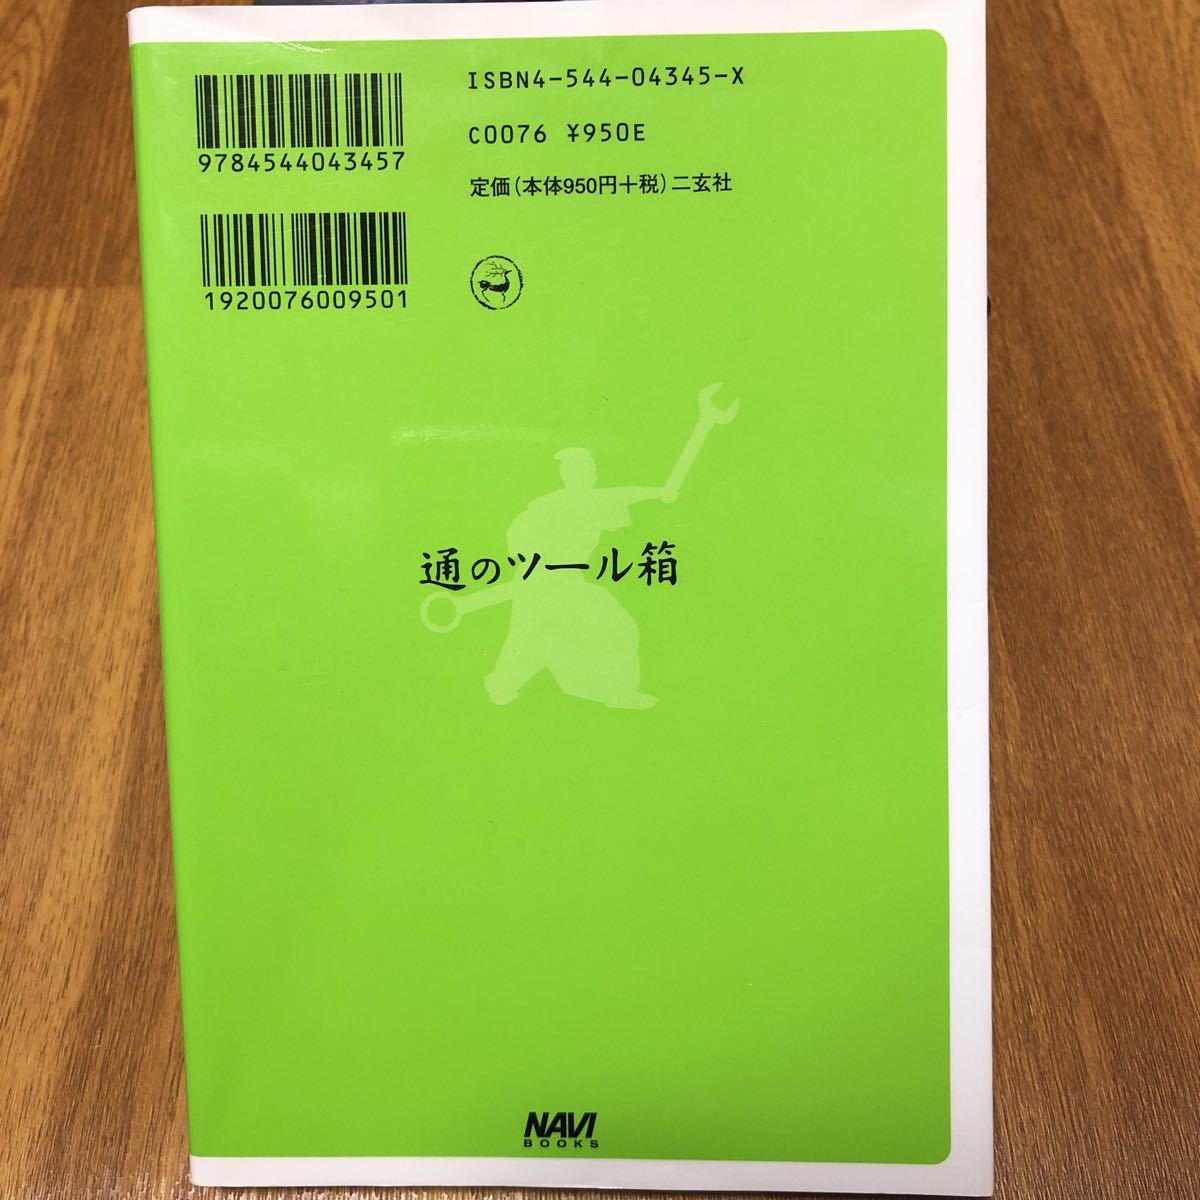 ISBN4-544-04345-X
9784544043457
C0076 ¥950E
定価(本体950円+税)二玄社
1920076009501
通のツール箱
NAVI
BOOKS